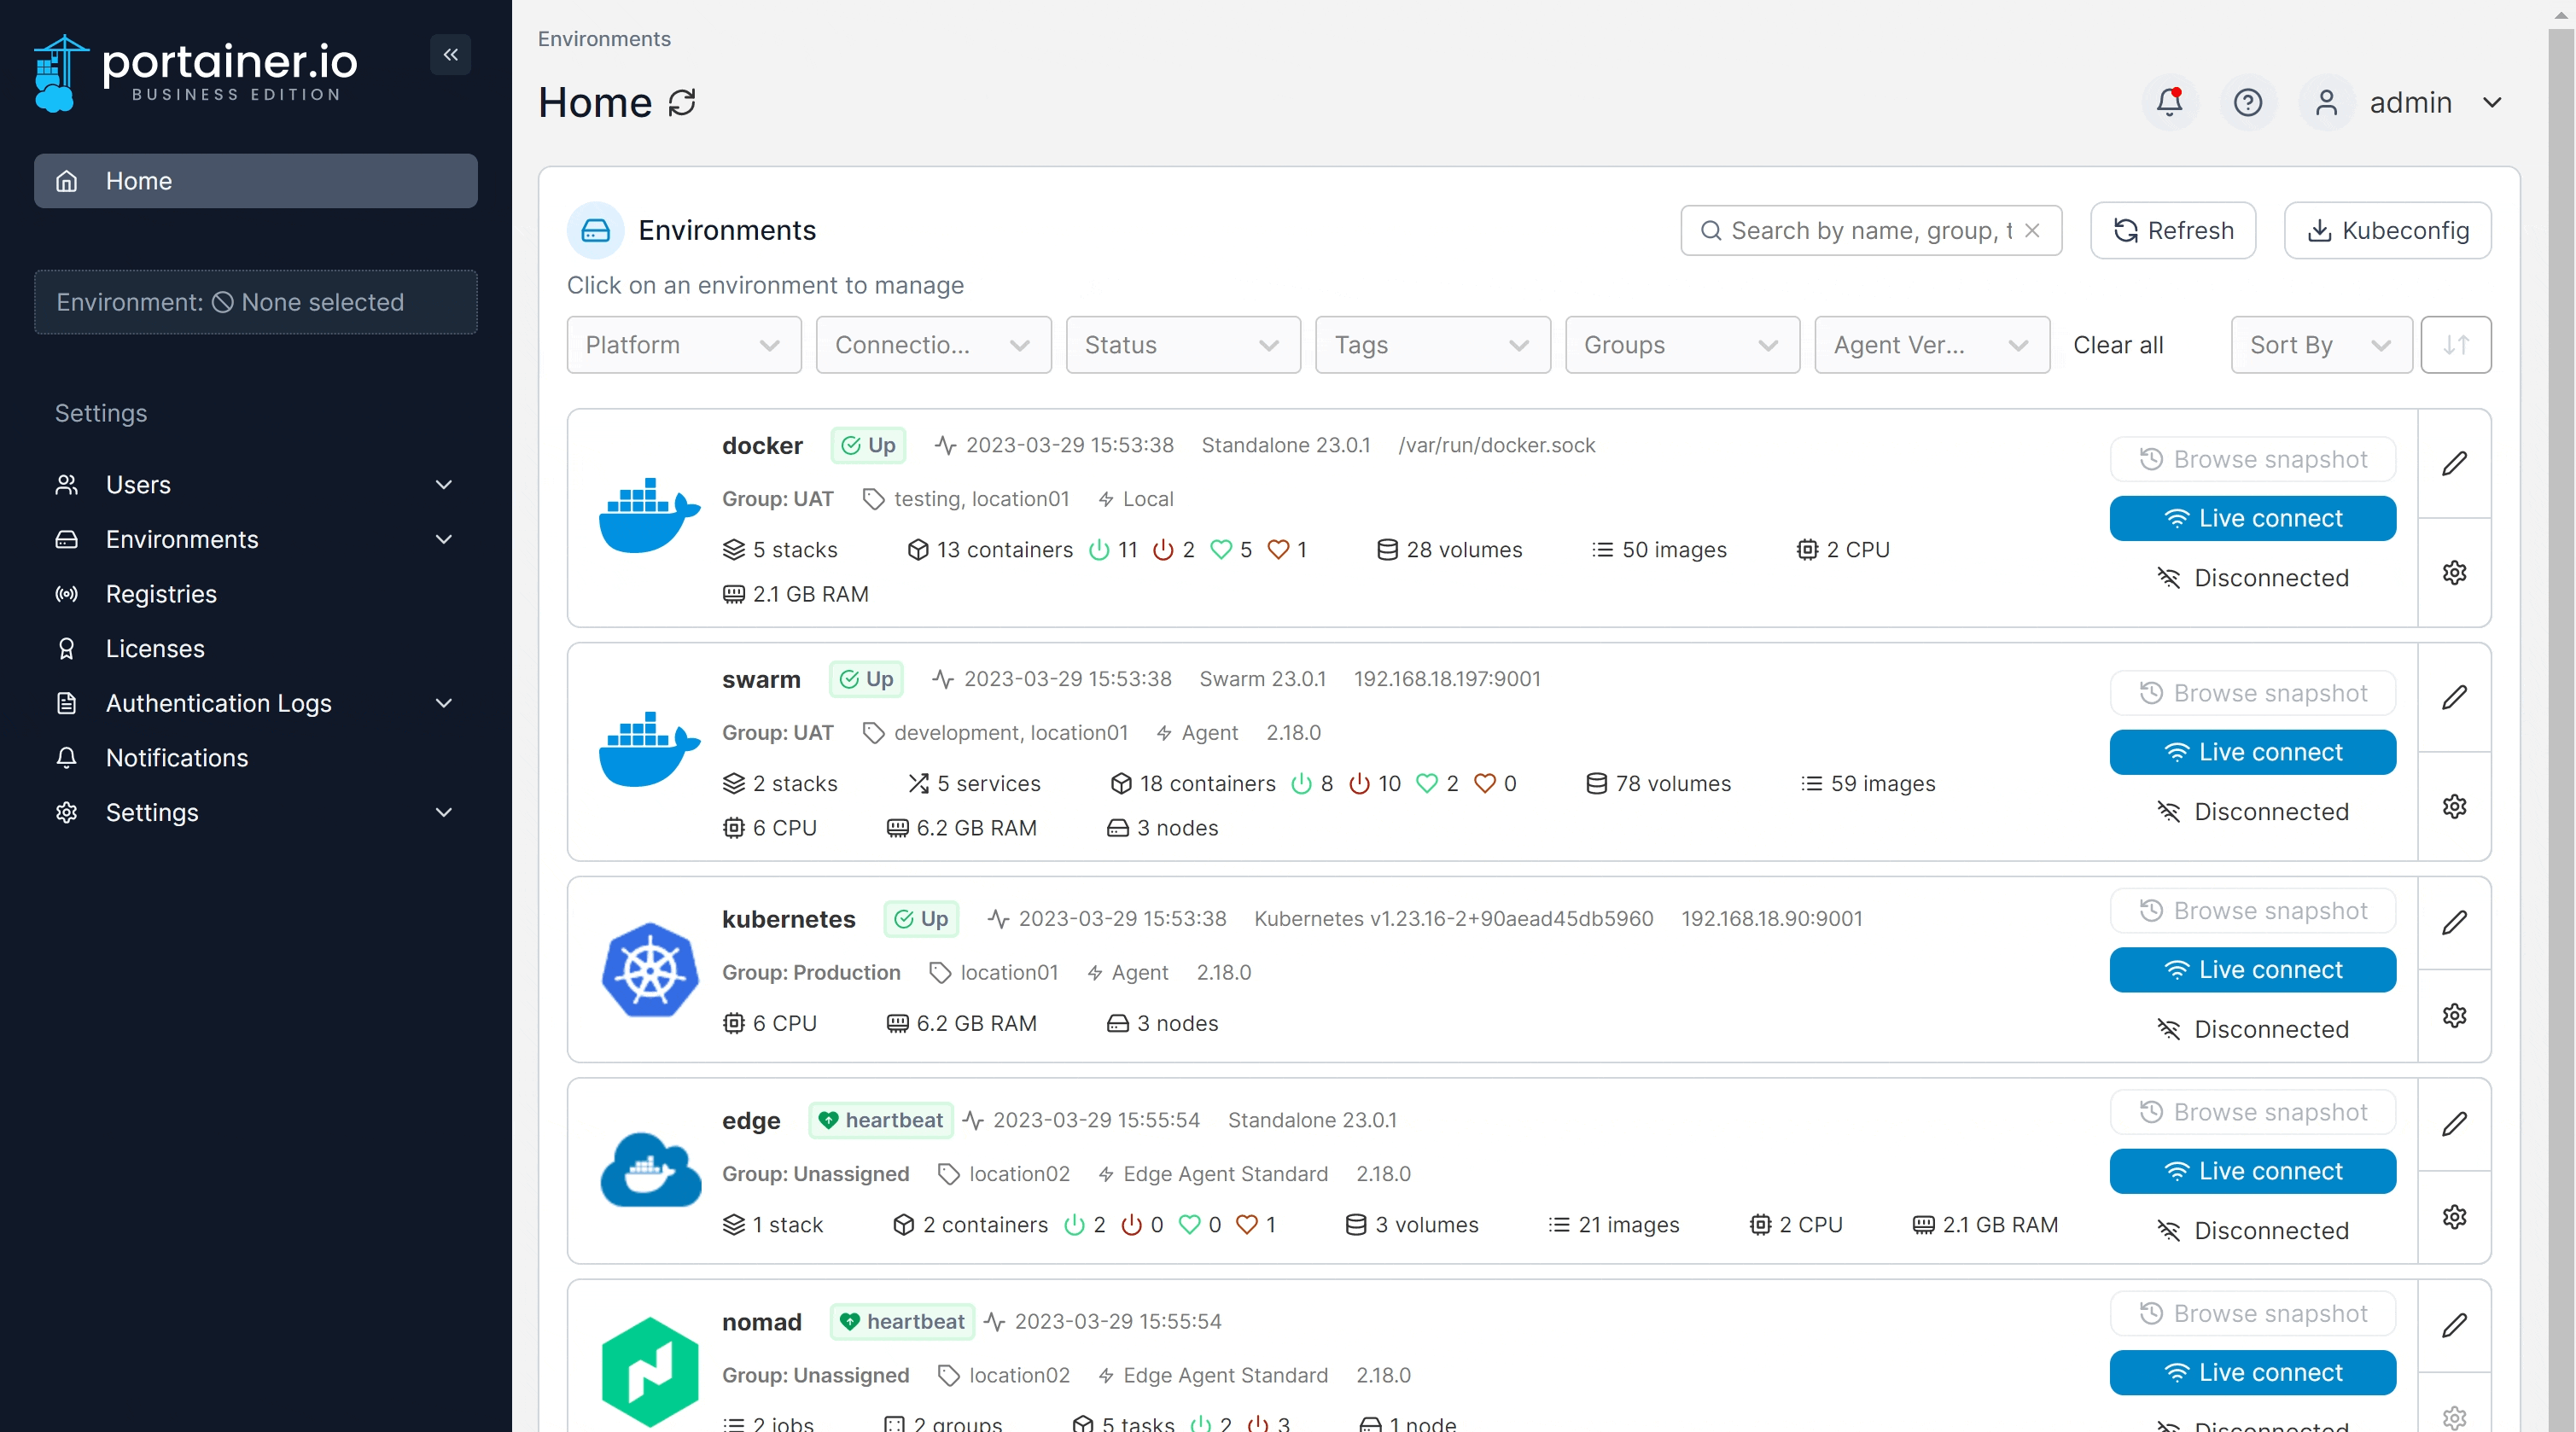 portainer.io
BUSINESS EDITION
Home
Environment: None selected
Settings
Users
Environments
Registries
Licenses
Authentication Logs
Notifications
Settings
Environments
Home
admin
Environments
Search by name, group, t
Refresh
Kubeconfig
Click on an environment to manage
Platform Connectio... Status Tags Groups Agent Ver... Clear all Sort By
docker Up 2023-03-29 15:53:38 Standalone 23.0.1 /var/run/docker.sock
Group: UAT testing, location01 Local
5 stacks 13 containers 11 2 5 1 28 volumes 50 images 2 CPU
2.1 GB RAM
Browse snapshot
Live connect
Disconnected
swarm Up 2023-03-29 15:53:38 Swarm 23.0.1 192.168.18.197:9001
Group: UAT development, location01 Agent 2.18.0
2 stacks 5 services 18 containers 8 10 2 0 78 volumes 59 images
6 CPU 6.2 GB RAM 3 nodes
Browse snapshot
Live connect
Disconnected
kubernetes Up 2023-03-29 15:53:38 Kubernetes v1.23.16-2+90aead45db5960 192.168.18.90:9001
Group: Production location01 Agent 2.18.0
6 CPU 6.2 GB RAM 3 nodes
Browse snapshot
Live connect
Disconnected
edge heartbeat 2023-03-29 15:55:54 Standalone 23.0.1
Group: Unassigned location02 Edge Agent Standard 2.18.0
1 stack 2 containers 2 0 0 1 3 volumes 21 images 2 CPU 2.1 GB RAM
Browse snapshot
Live connect
Disconnected
nomad heartbeat 2023-03-29 15:55:54
Group: Unassigned location02 Edge Agent Standard 2.18.0
2 jobs 2 groups 5 tasks 2 3 1 node
Browse snapshot
Live connect
Disconnected